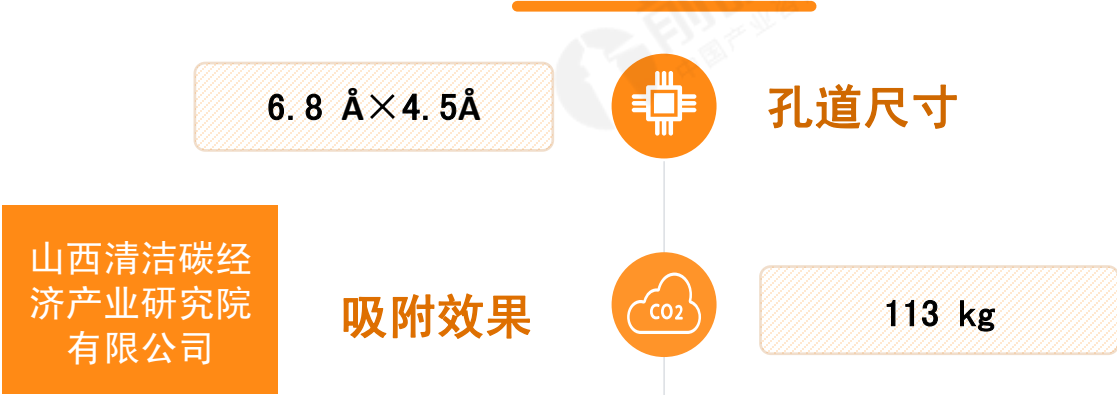 6.8 Å×4.5Å
孔道尺寸
山西清洁碳经
济产业研究院
有限公司
吸附效果
CO2
113 kg